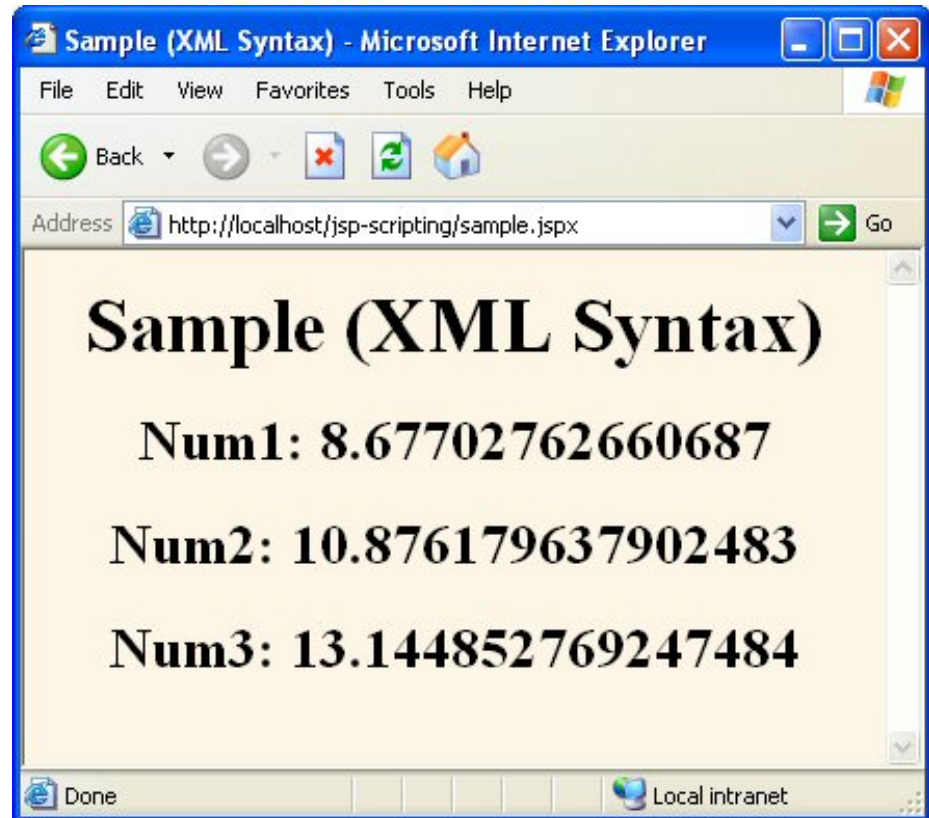 Sample (XML Syntax) - Microsoft Internet Explorer
File Edit View Favorites Tools Help
Back
Address http://localhost/jsp-scripting/sample.jspx Go
Sample (XML Syntax)
Num1: 8.67702762660687
Num2: 10.876179637902483
Num3: 13.144852769247484
Done Local intranet